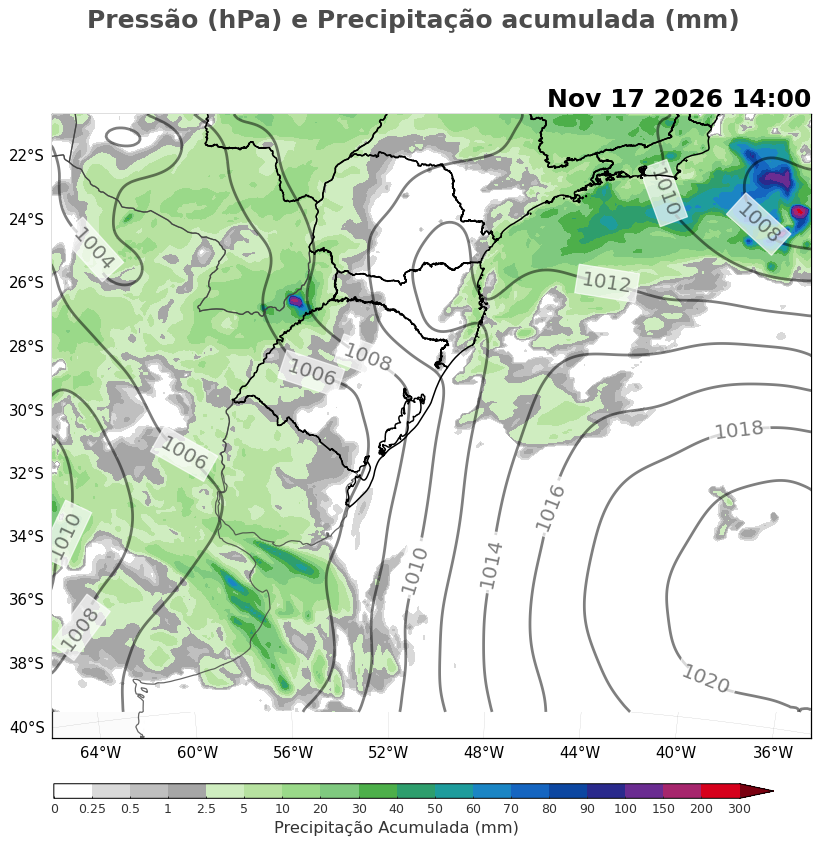 Pressão (hPa) e Precipitação acumulada (mm)
Nov 17 2026 14:00
22°S
24°S
26°S
28°S
30°S
32°S
34°S
36°S
38°S
40°S
1004
1010
1008
1012
1006
1008
1018
1006
1016
1010
1014
1010
1008
1020
64°W 60°W 56°W 52°W 48°W 44°W 40°W 36°W
0 0.25 0.5 1 2.5 5 10 20 30 40 50 60 70 80 90 100 150 200 300
Precipitação Acumulada (mm)